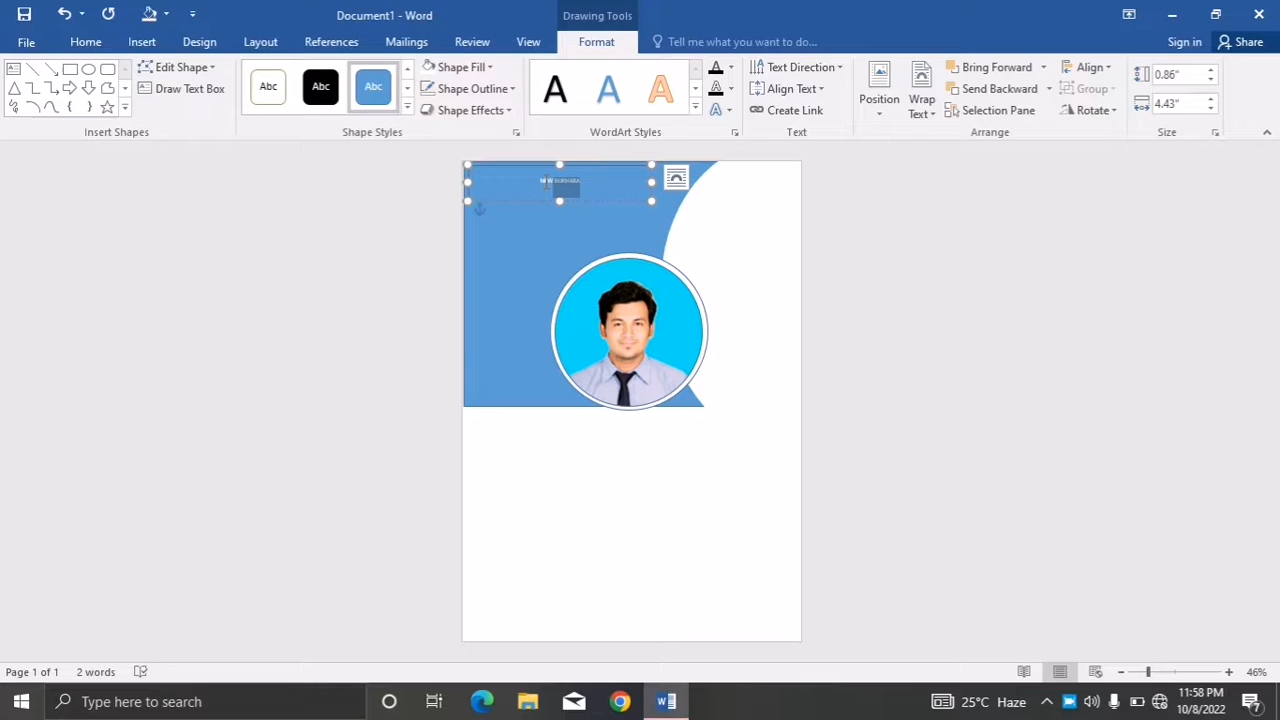 Document1 - Word
Drawing Tools
File
Home
Insert
Design
Layout
References
Mailings
Review
View
Format
Tell me what you want to do...
Sign in
Share
Edit Shape
Draw Text Box
Insert Shapes
Abc
Abc
Abc
Shape Fill
Shape Outline
Shape Effects
Shape Styles
A
A
A
A
A
A
WordArt Styles
Text Direction
Align Text
Create Link
Text
Position
Wrap
Text
Bring Forward
Send Backward
Selection Pane
Align
Group
Rotate
Arrange
0.86"
4.43"
Size
NEW BUKHARA
Page 1 of 1
2 words
46%
Type here to search
25°C Haze
11:58 PM
10/8/2022
7